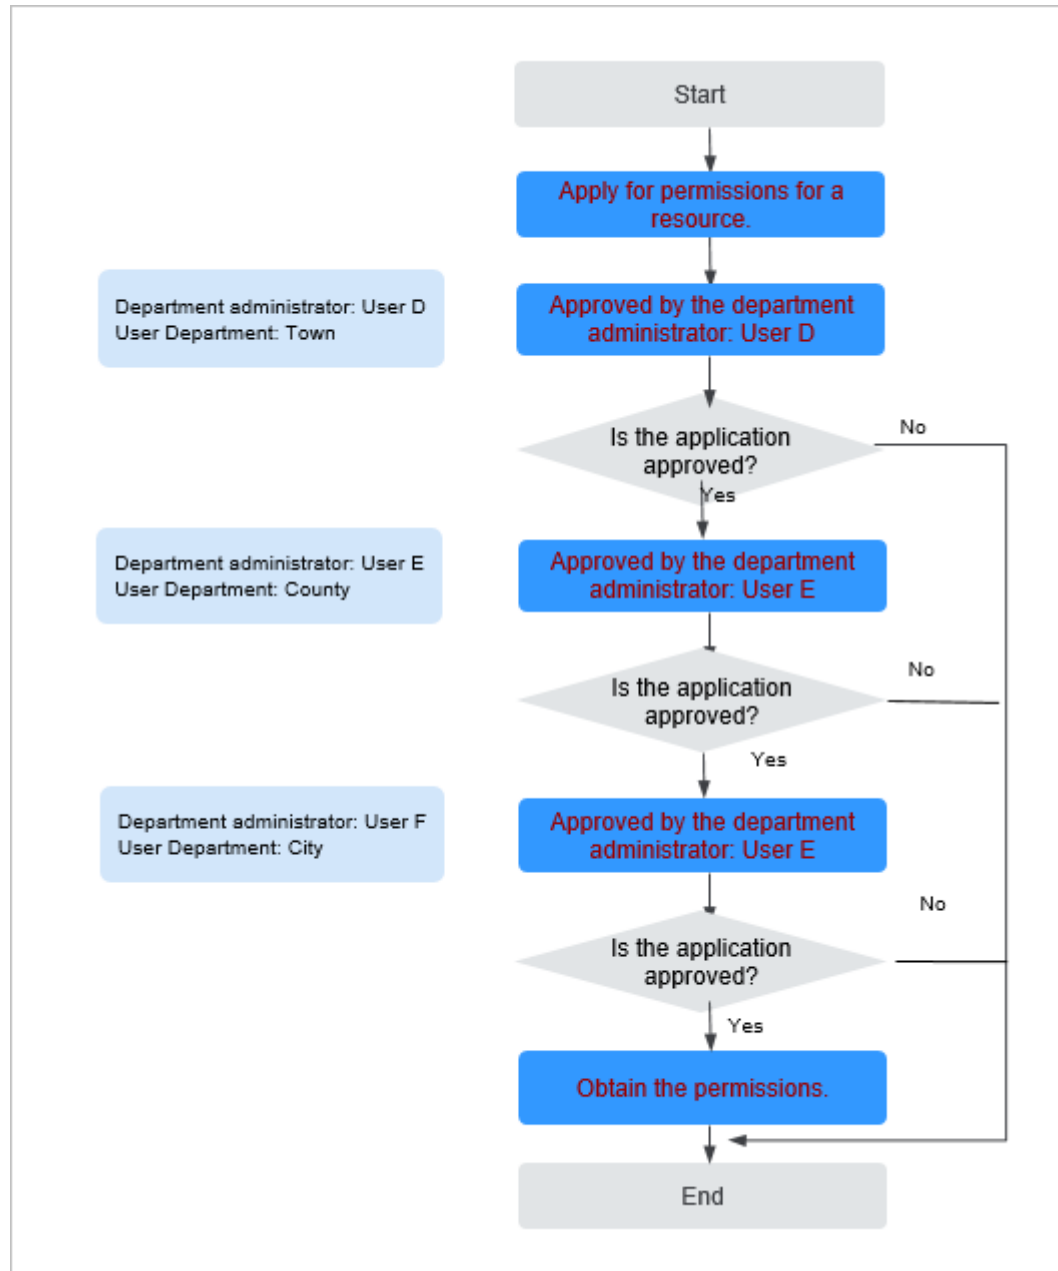 Start
Apply for permissions for a
resource.
Department administrator: User D
User Department: Town
Approved by the department
administrator: User D
Is the application
approved?
No
Yes
Department administrator: User E
User Department: County
Approved by the department
administrator: User E
Is the application
approved?
No
Yes
Department administrator: User F
User Department: City
Approved by the department
administrator: User E
Is the application
approved?
No
Yes
Obtain the permissions.
End